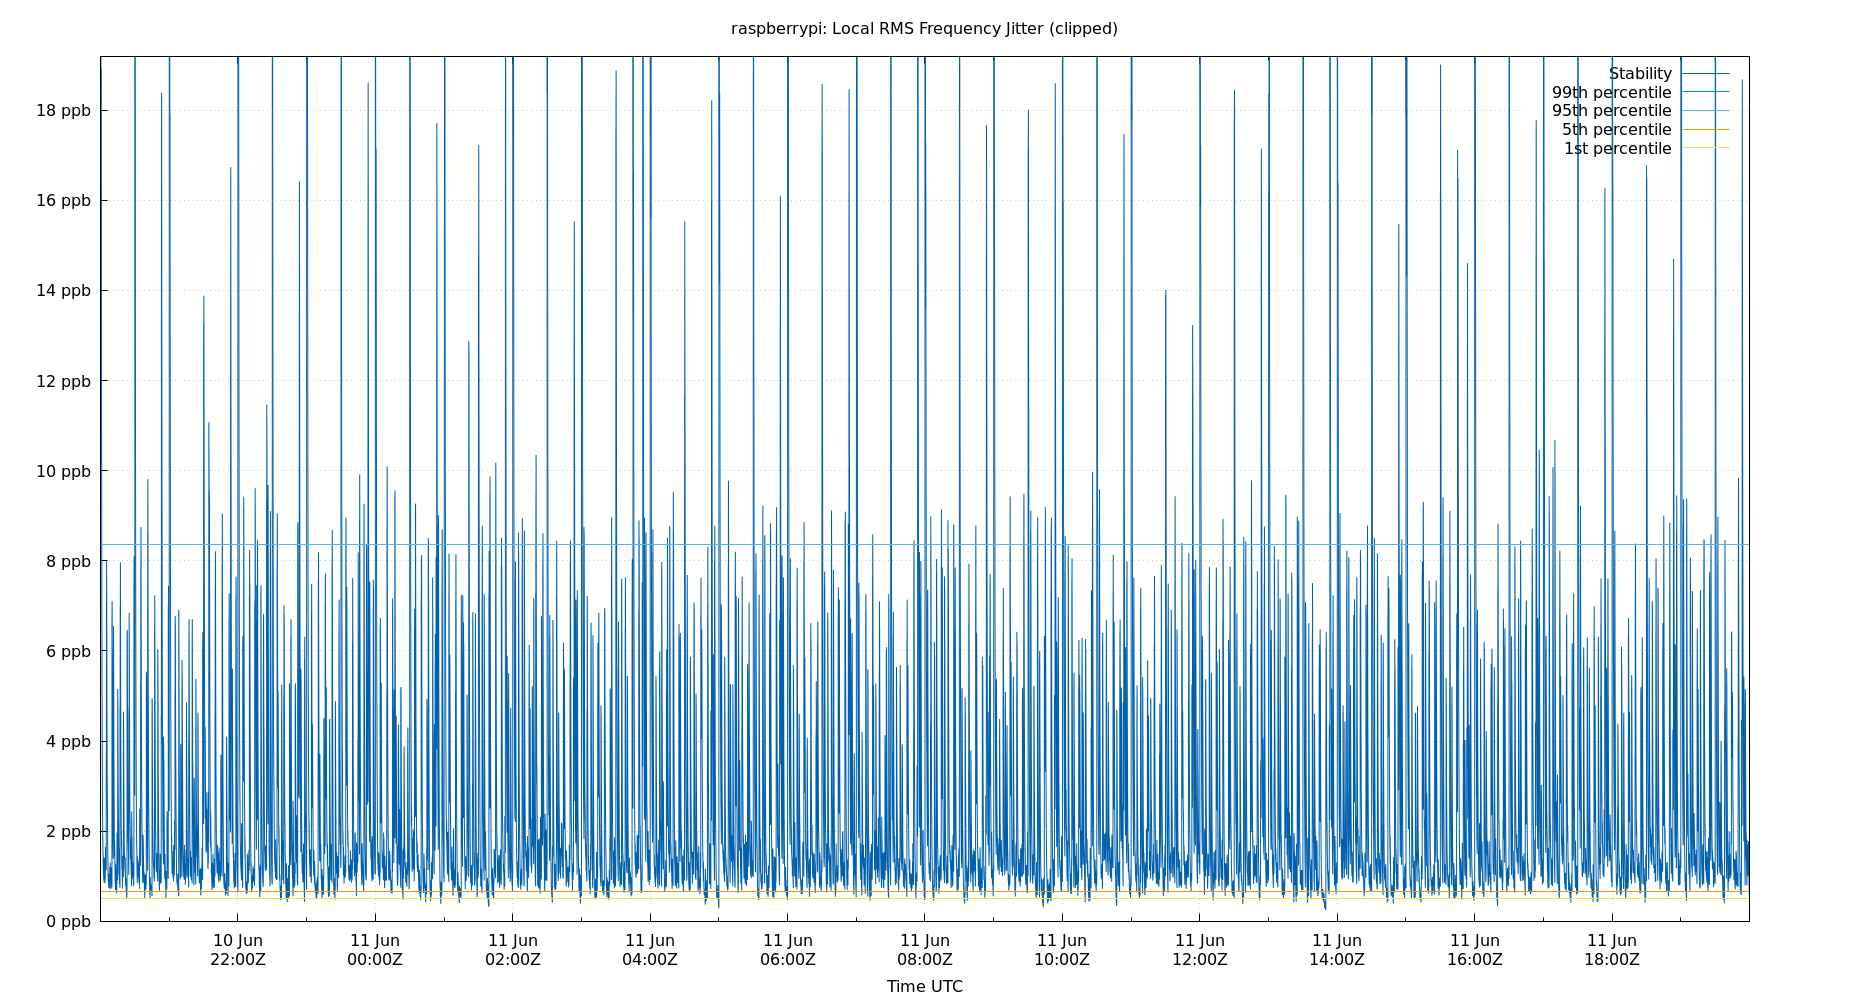 raspberrypi: Local RMS Frequency Jitter (clipped)
Stability
99th percentile
95th percentile
5th percentile
1st percentile
18 ppb
16 ppb
14 ppb
12 ppb
10 ppb
8 ppb
6 ppb
4 ppb
2 ppb
0 ppb
10 Jun 11 Jun 11 Jun 11 Jun 11 Jun 11 Jun 11 Jun 11 Jun 11 Jun 11 Jun 11 Jun
22:00Z 00:00Z 02:00Z 04:00Z 06:00Z 08:00Z 10:00Z 12:00Z 14:00Z 16:00Z 18:00Z
Time UTC